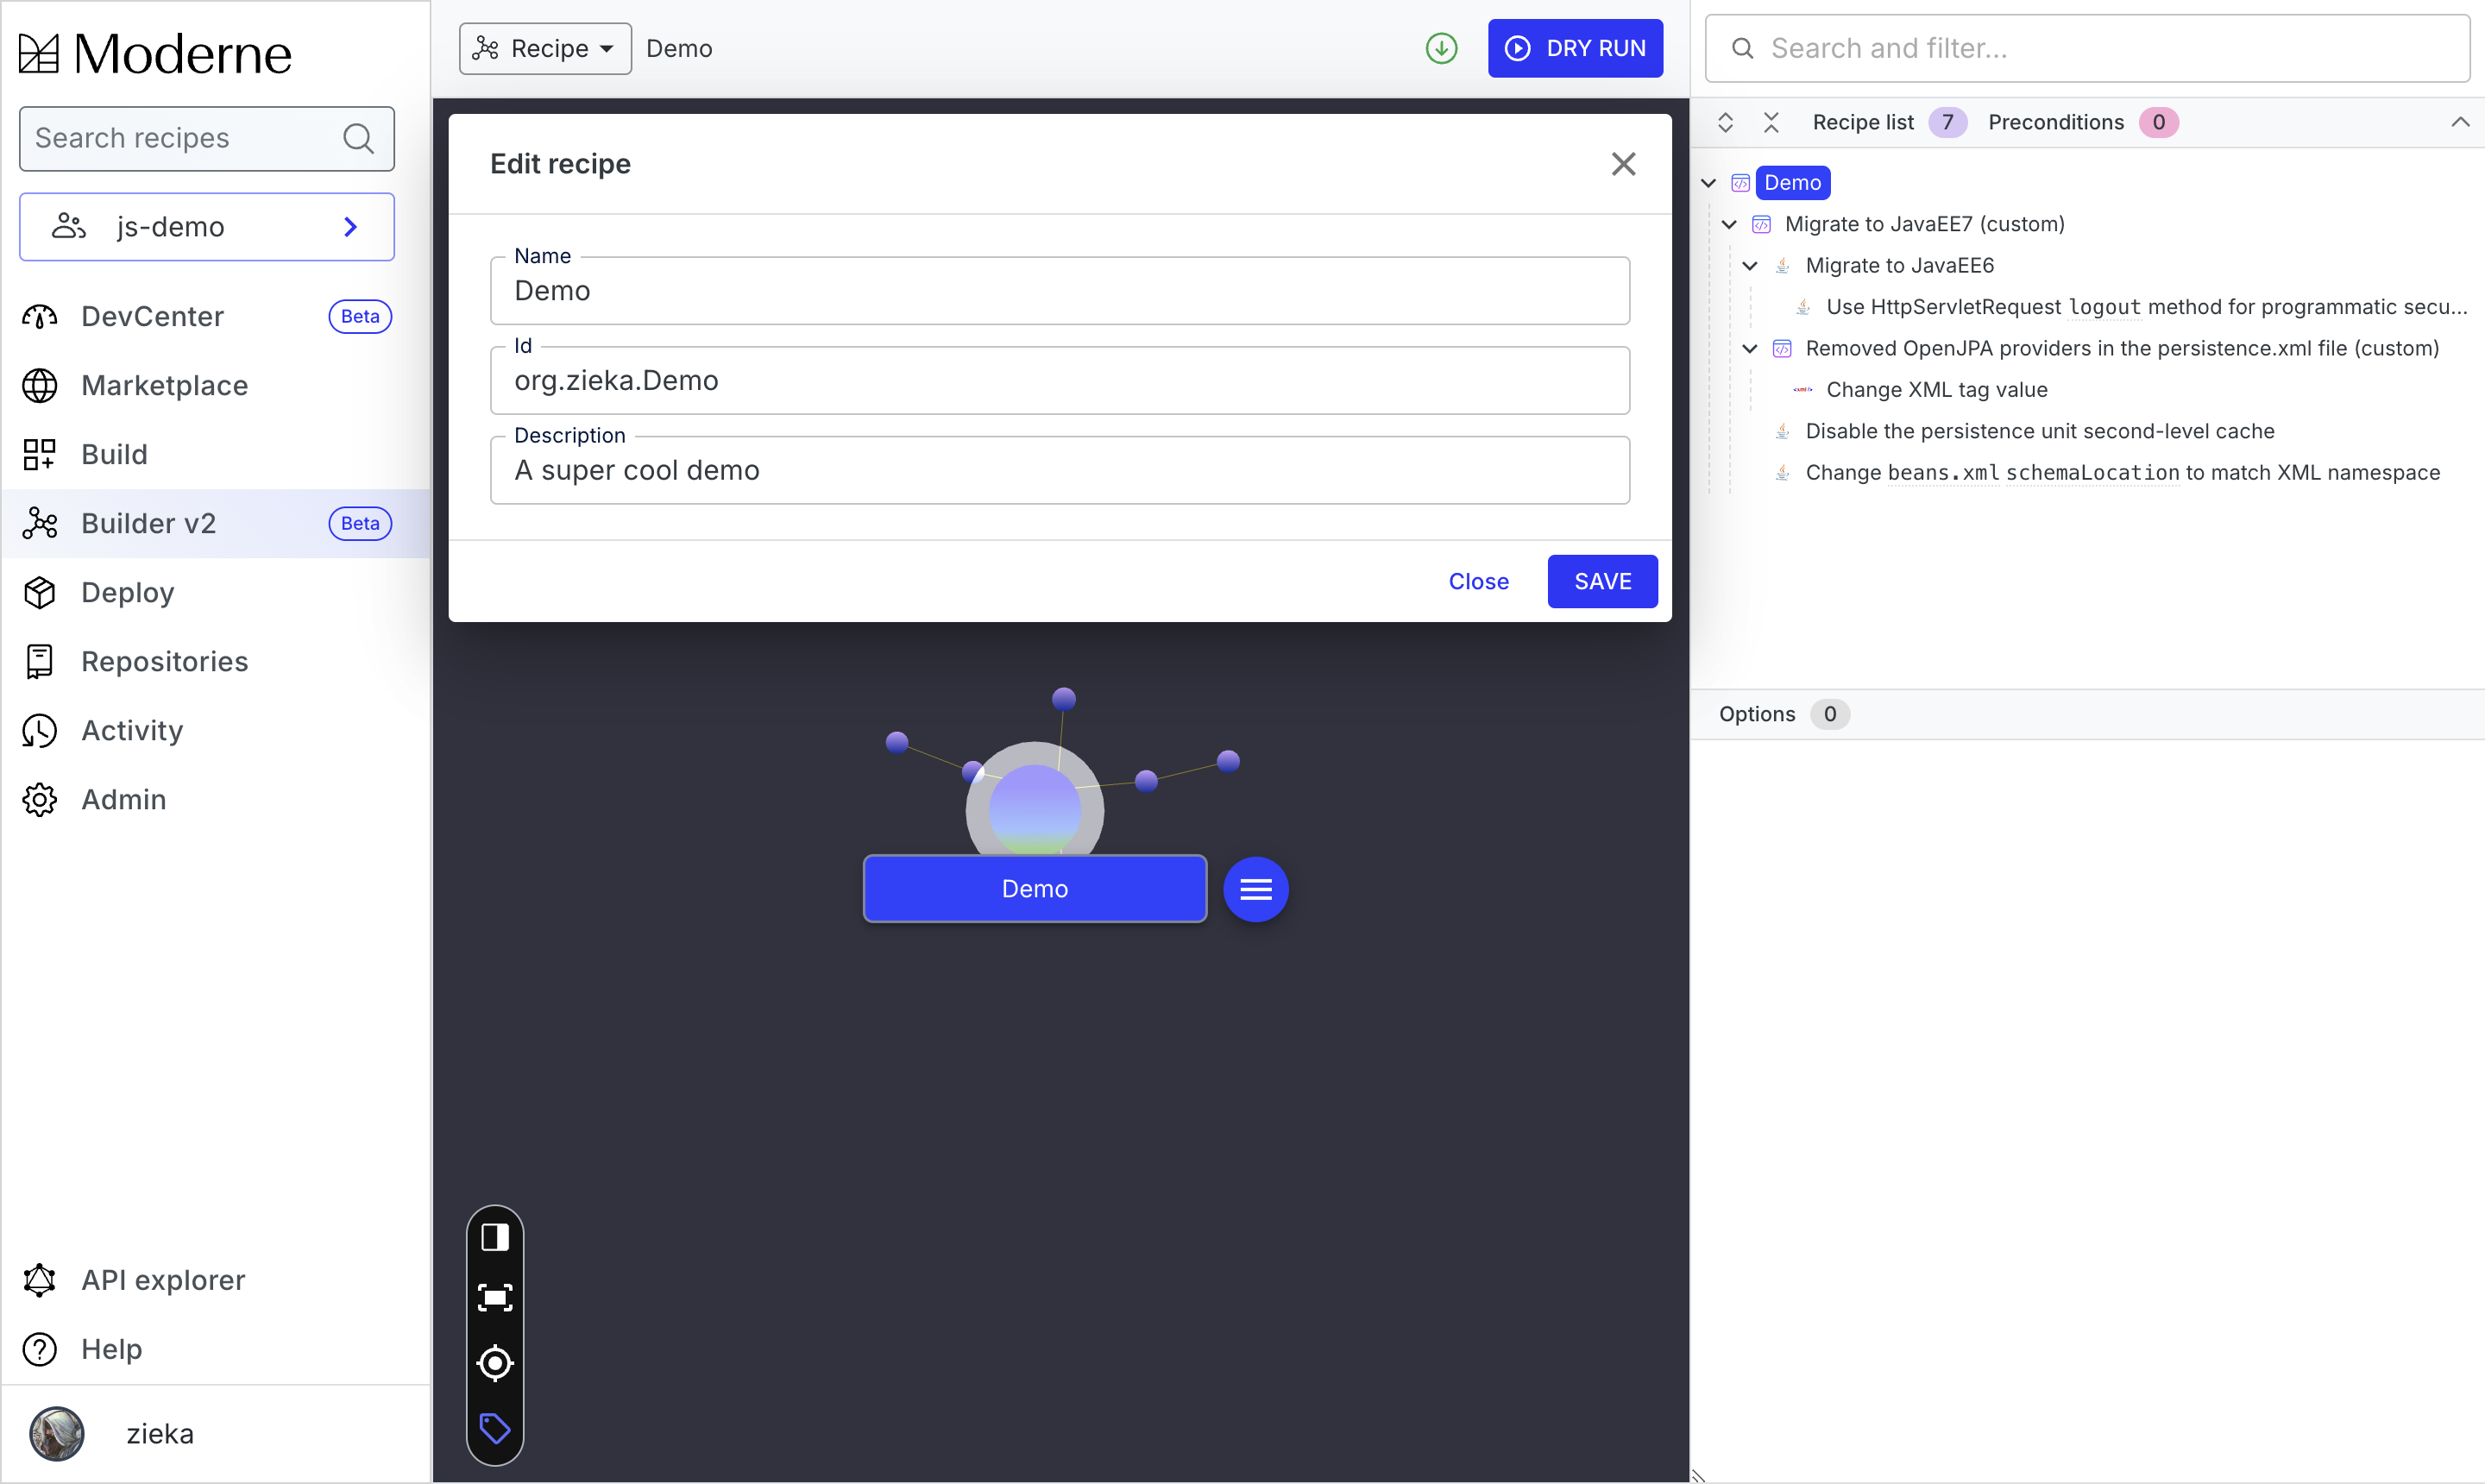 Moderne
Search recipes
js-demo
DevCenter Beta
Marketplace
Build
Builder v2 Beta
Deploy
Repositories
Activity
Admin
API explorer
Help
zieka
Recipe Demo
DRY RUN
Edit recipe
Name
Demo
Id
org.zieka.Demo
Description
A super cool demo
Close SAVE
Demo
Search and filter...
Recipe list 7 Preconditions 0
Demo
Migrate to JavaEE7 (custom)
Migrate to JavaEE6
Use HttpServletRequest logout method for programmatic secu...
Removed OpenJPA providers in the persistence.xml file (custom)
Change XML tag value
Disable the persistence unit second-level cache
Change beans.xml schemaLocation to match XML namespace
Options 0